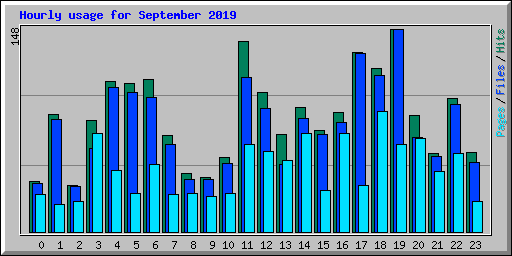 Hourly usage for September 2019
148
Pages/Files/Hits
0 1 2 3 4 5 6 7 8 9 10 11 12 13 14 15 16 17 18 19 20 21 22 23